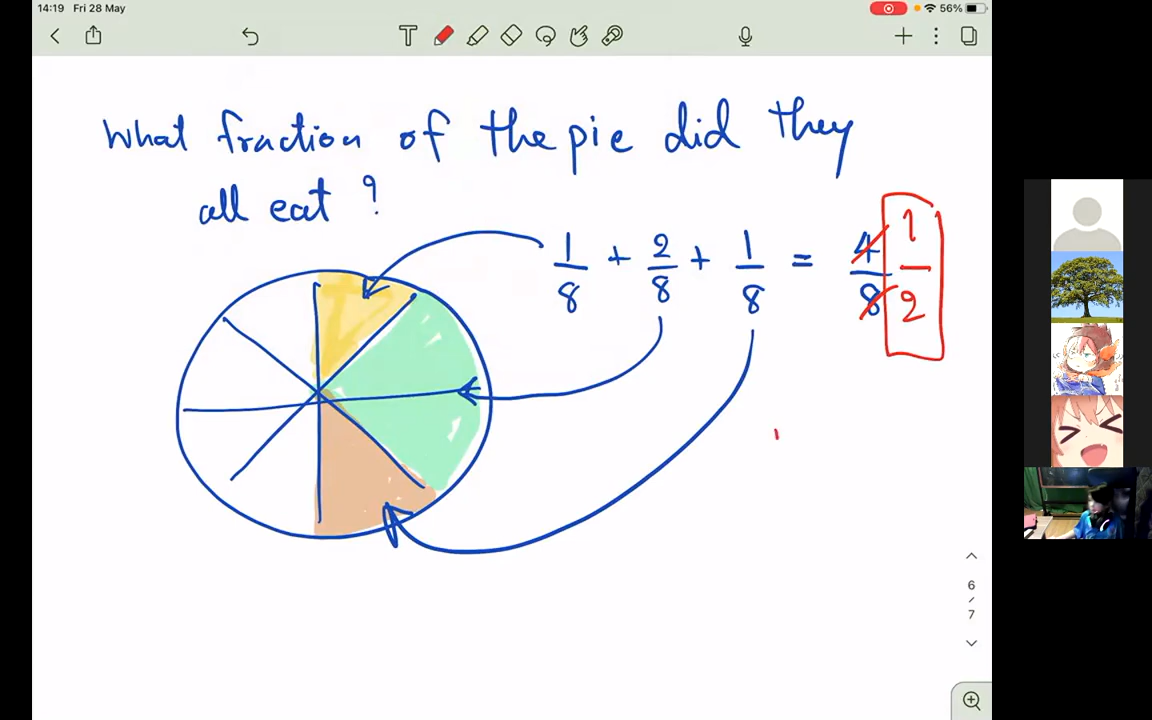 14:19 Fri 28 May
56%
T
What fraction of the pie did they
all eat ?
1/8 + 2/8 + 1/8 = 4/8 1/2
6
/
7